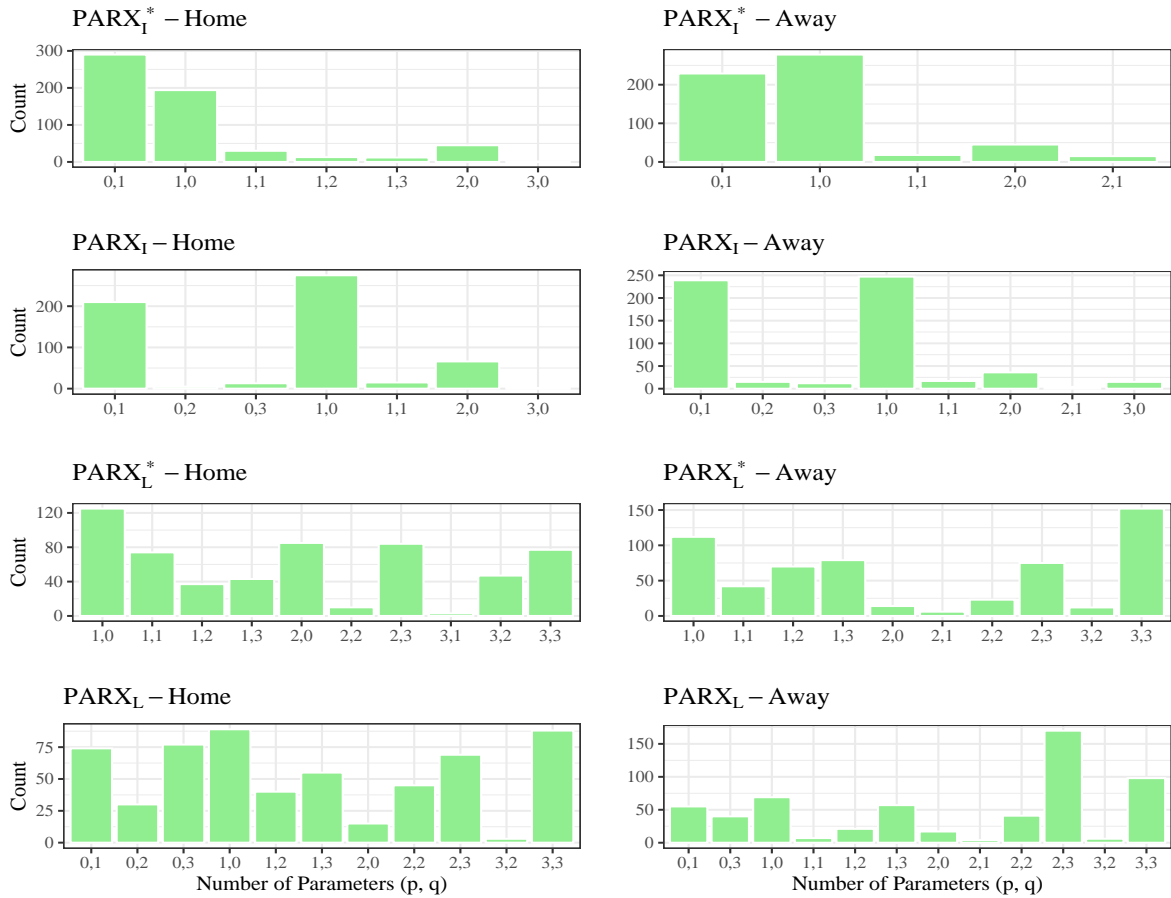 PARX_I^* – Home
Count
300
200
100
0
0,1 1,0 1,1 1,2 1,3 2,0 3,0
PARX_I^* – Away
200
100
0
0,1 1,0 1,1 2,0 2,1
PARX_I – Home
Count
200
100
0
0,1 0,2 0,3 1,0 1,1 2,0 3,0
PARX_I – Away
250
200
150
100
50
0
0,1 0,2 0,3 1,0 1,1 2,0 2,1 3,0
PARX_L^* – Home
Count
120
80
40
0
1,0 1,1 1,2 1,3 2,0 2,2 2,3 3,1 3,2 3,3
PARX_L^* – Away
150
100
50
0
1,0 1,1 1,2 1,3 2,0 2,1 2,2 2,3 3,2 3,3
PARX_L – Home
Count
75
50
25
0
0,1 0,2 0,3 1,0 1,2 1,3 2,0 2,2 2,3 3,2 3,3
Number of Parameters (p, q)
PARX_L – Away
150
100
50
0
0,1 0,3 1,0 1,1 1,2 1,3 2,0 2,1 2,2 2,3 3,2 3,3
Number of Parameters (p, q)